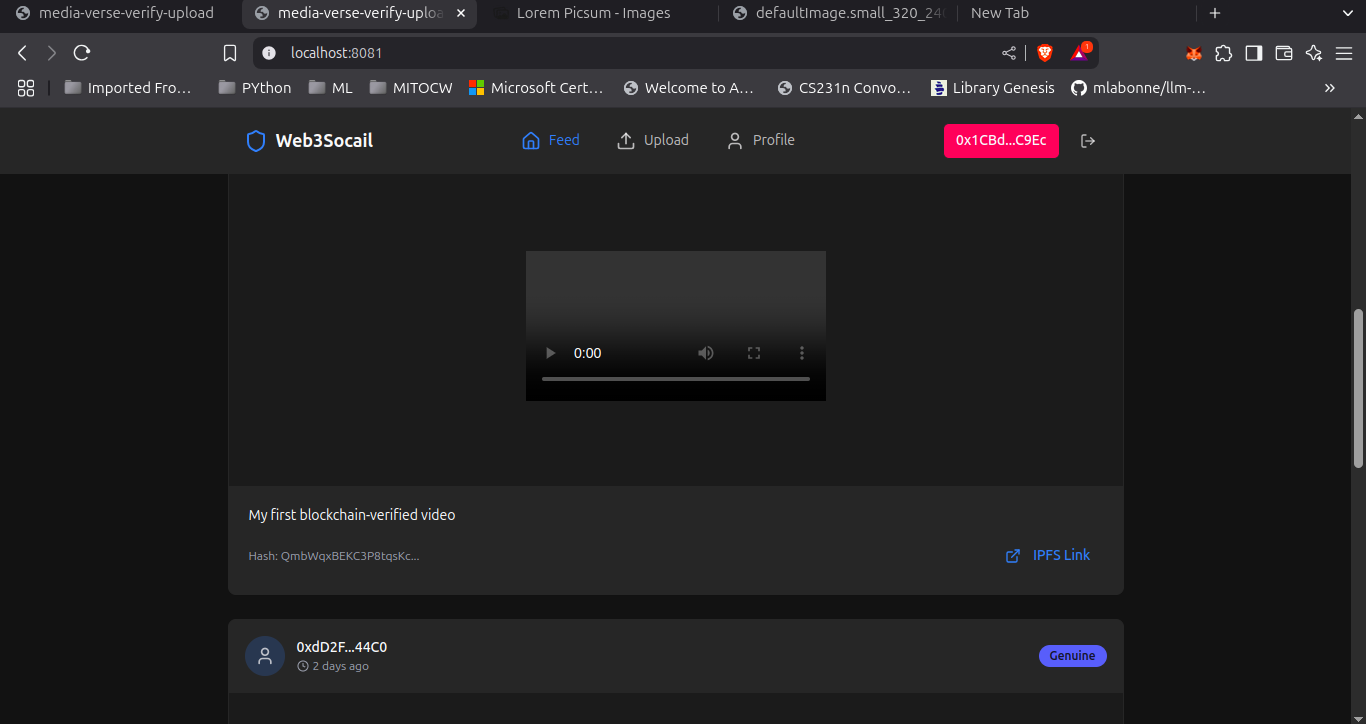 media-verse-verify-upload
media-verse-verify-uploa
Lorem Picsum - Images
defaultImage.small_320_240
New Tab
localhost:8081
1
Imported Fro...
PYthon
ML
MITOCW
Microsoft Cert...
Welcome to A...
CS231n Convo...
Library Genesis
mlabonne/llm-...
Web3Socail
Feed
Upload
Profile
0x1CBd...C9Ec
0:00
My first blockchain-verified video
Hash: QmbWqxBEKC3P8tqsKc...
IPFS Link
0xdD2F...44C0
2 days ago
Genuine